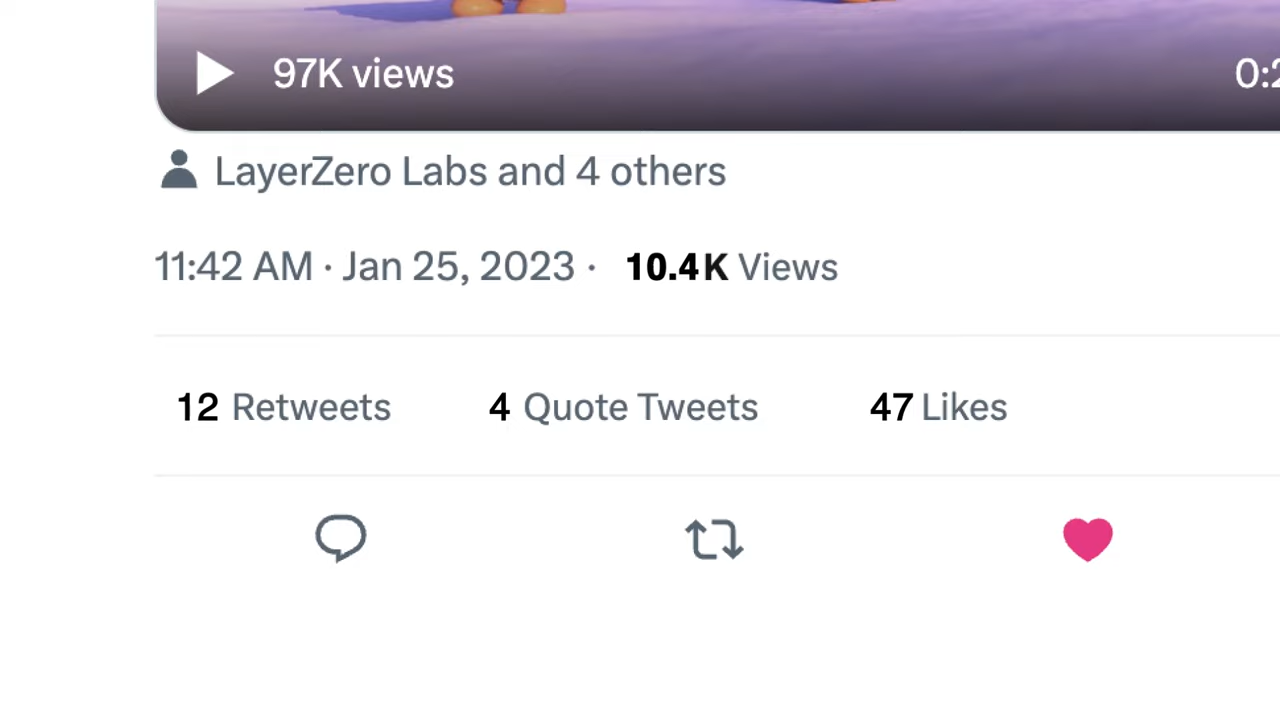 97K views
LayerZero Labs and 4 others
11:42 AM · Jan 25, 2023 · 10.4K Views
12 Retweets 4 Quote Tweets 47 Likes